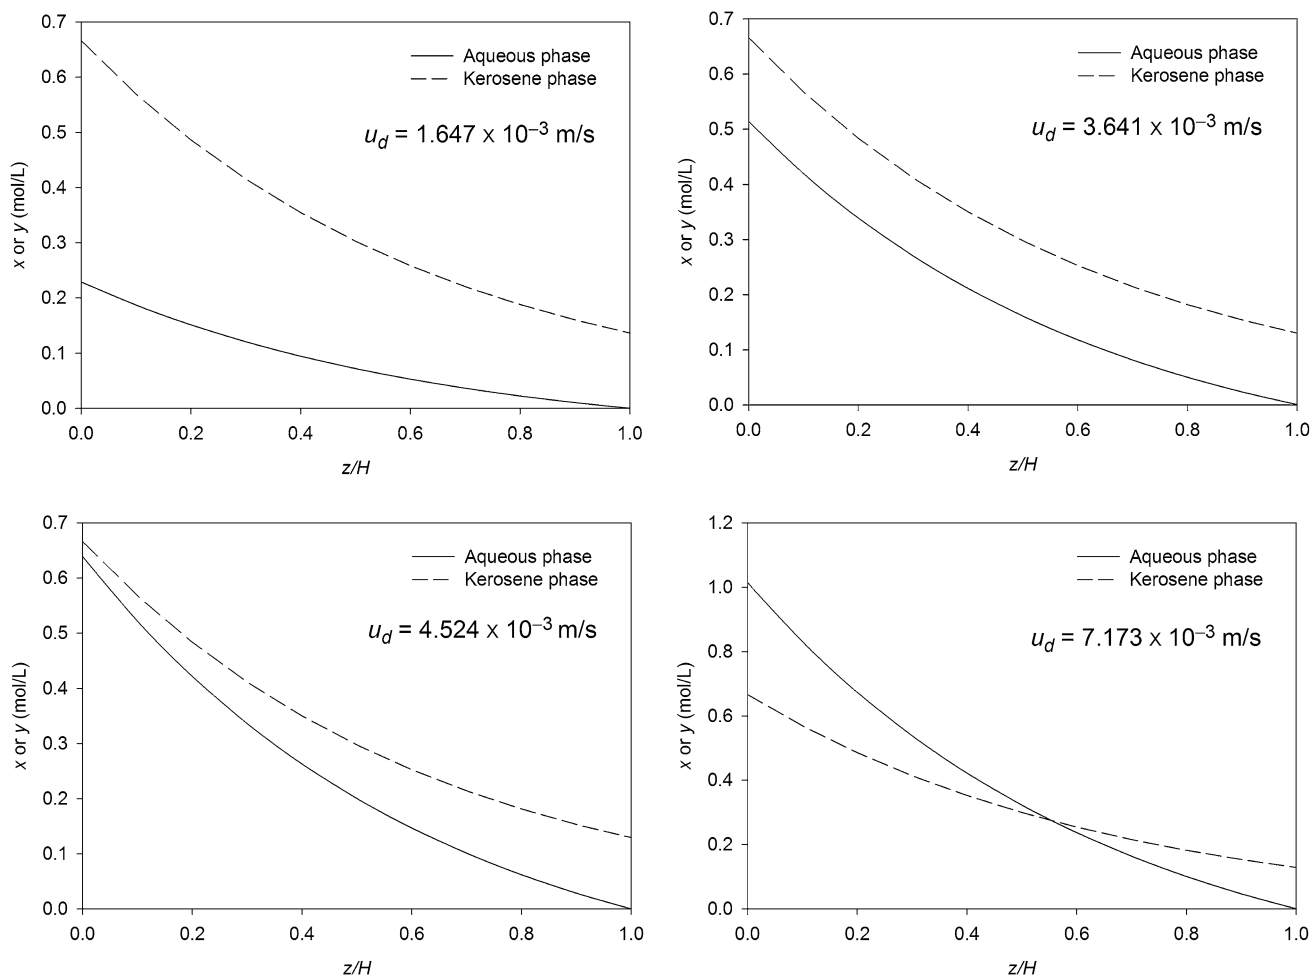 0.7
0.6
0.5
0.4
0.3
0.2
0.1
0.0
x or y (mol/L)
Aqueous phase
Kerosene phase
u_d = 1.647 x 10⁻³ m/s
0.0 0.2 0.4 0.6 0.8 1.0
z/H
0.7
0.6
0.5
0.4
0.3
0.2
0.1
0.0
x or y (mol/L)
Aqueous phase
Kerosene phase
u_d = 3.641 x 10⁻³ m/s
0.0 0.2 0.4 0.6 0.8 1.0
z/H
0.7
0.6
0.5
0.4
0.3
0.2
0.1
0.0
x or y (mol/L)
Aqueous phase
Kerosene phase
u_d = 4.524 x 10⁻³ m/s
0.0 0.2 0.4 0.6 0.8 1.0
z/H
1.2
1.0
0.8
0.6
0.4
0.2
0.0
x or y (mol/L)
Aqueous phase
Kerosene phase
u_d = 7.173 x 10⁻³ m/s
0.0 0.2 0.4 0.6 0.8 1.0
z/H